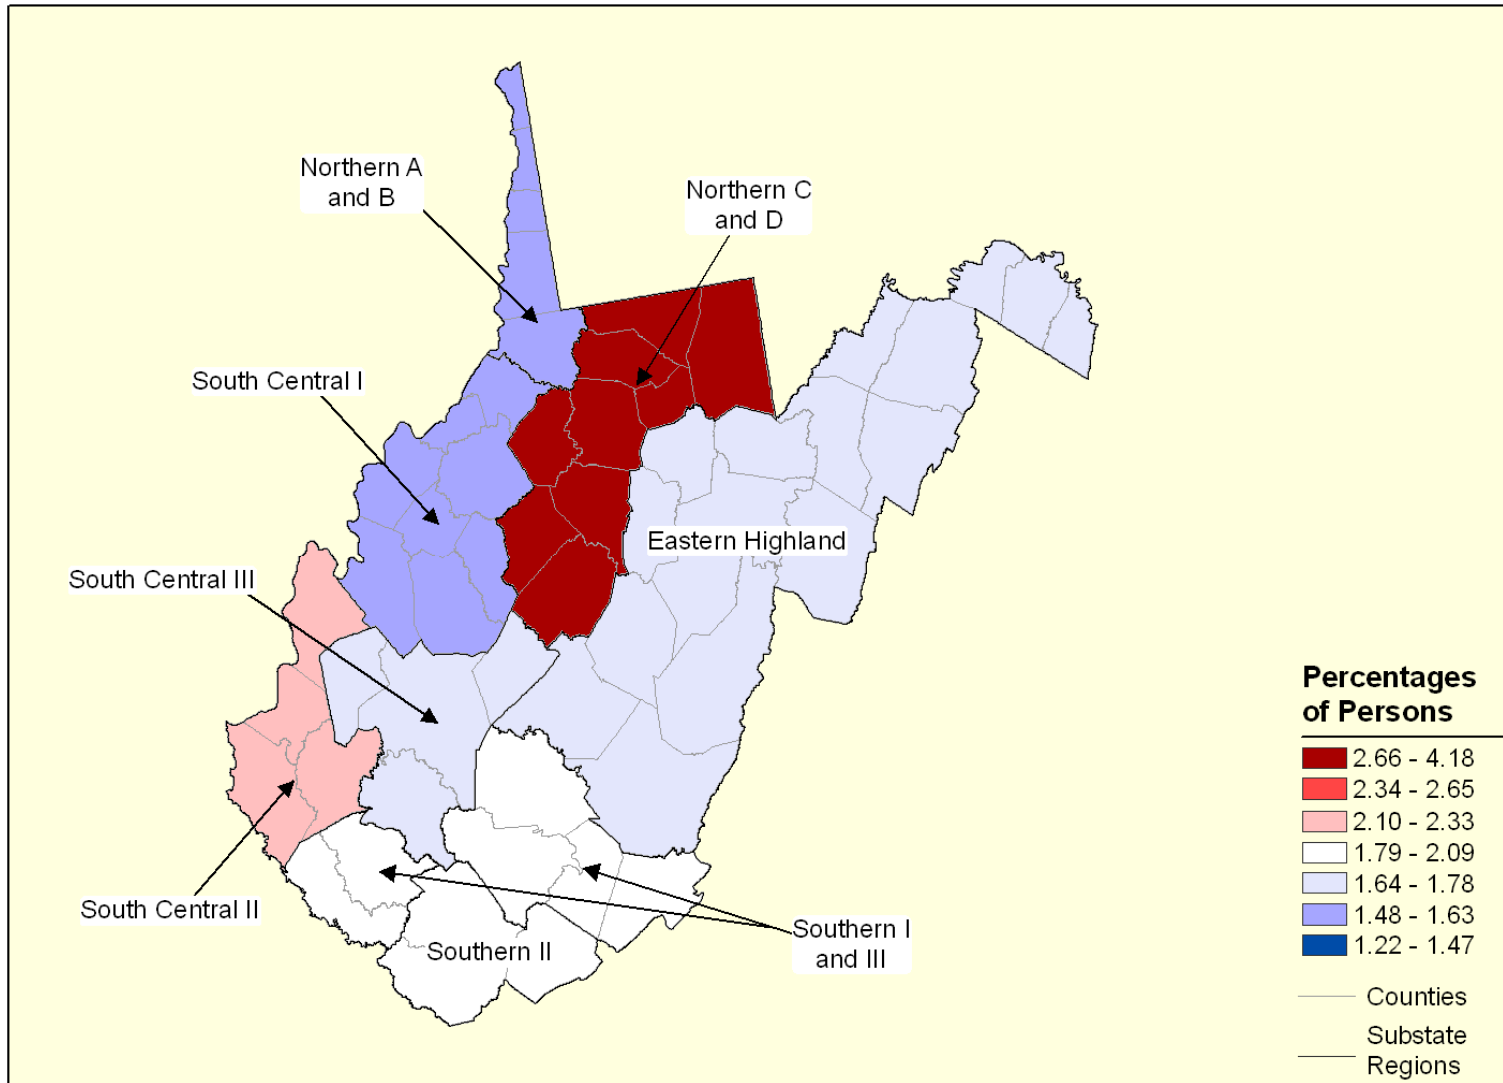 Northern A
and B
Northern C
and D
South Central I
Eastern Highland
South Central III
South Central II
Southern II
Southern I
and III
Percentages
of Persons
2.66 - 4.18
2.34 - 2.65
2.10 - 2.33
1.79 - 2.09
1.64 - 1.78
1.48 - 1.63
1.22 - 1.47
Counties
Substate
Regions